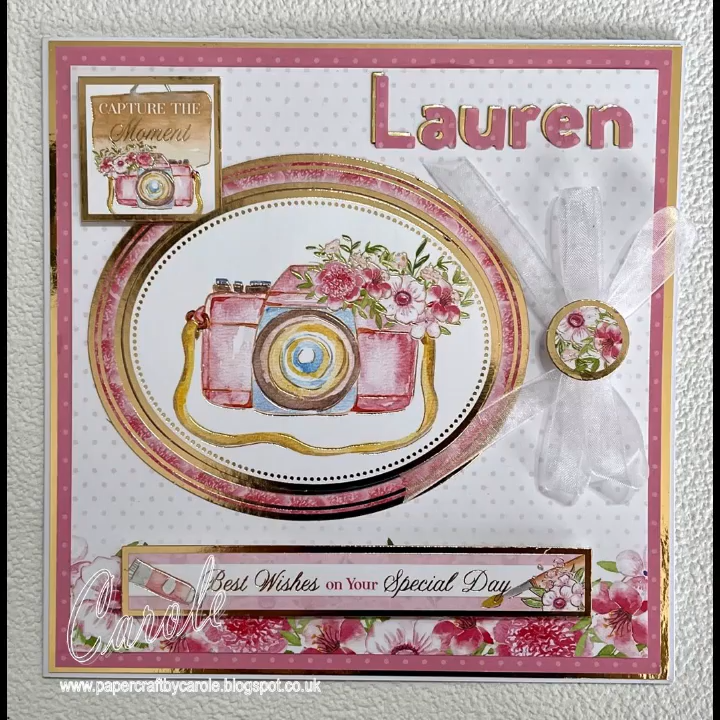 Lauren
CAPTURE THE
Moment
Best Wishes on Your Special Day
Carole
www.papercraftbycarole.blogspot.co.uk